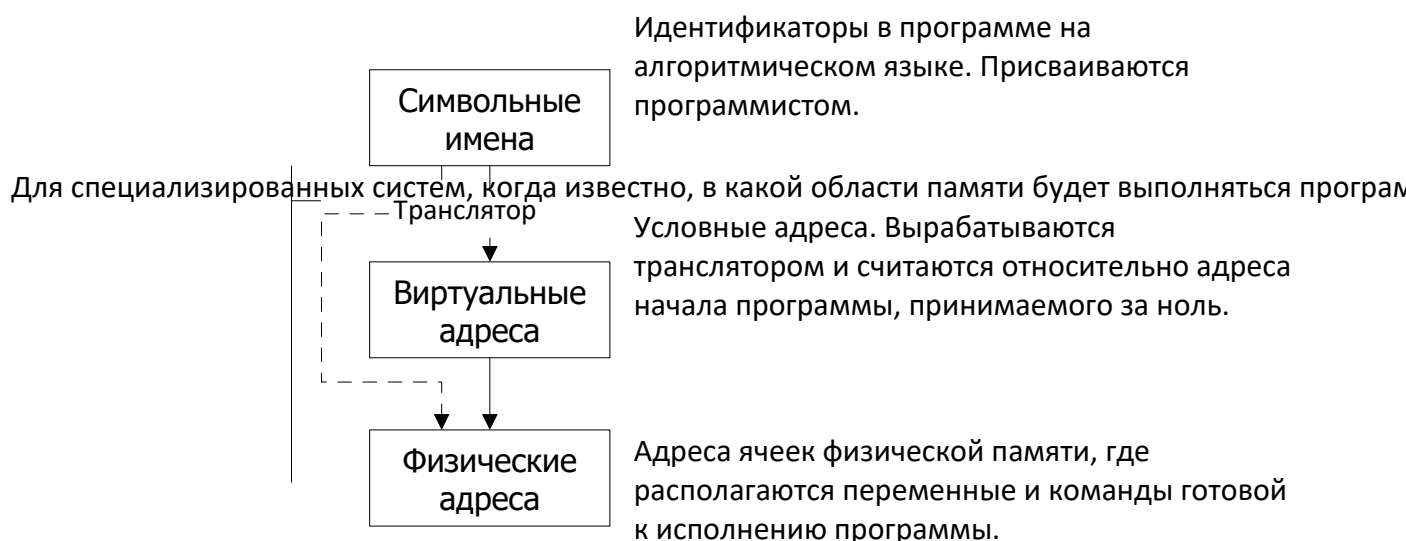 Идентификаторы в программе на
алгоритмическом языке. Присваиваются
программистом.
Символьные
имена
Для специализированных систем, когда известно, в какой области памяти будет выполняться
Транслятор
Условные адреса. Вырабатываются
транслятором и считаются относительно адреса
начала программы, принимаемого за ноль.
Виртуальные
адреса
Физические
адреса
Адреса ячеек физической памяти, где
располагаются переменные и команды готовой
к исполнению программы.